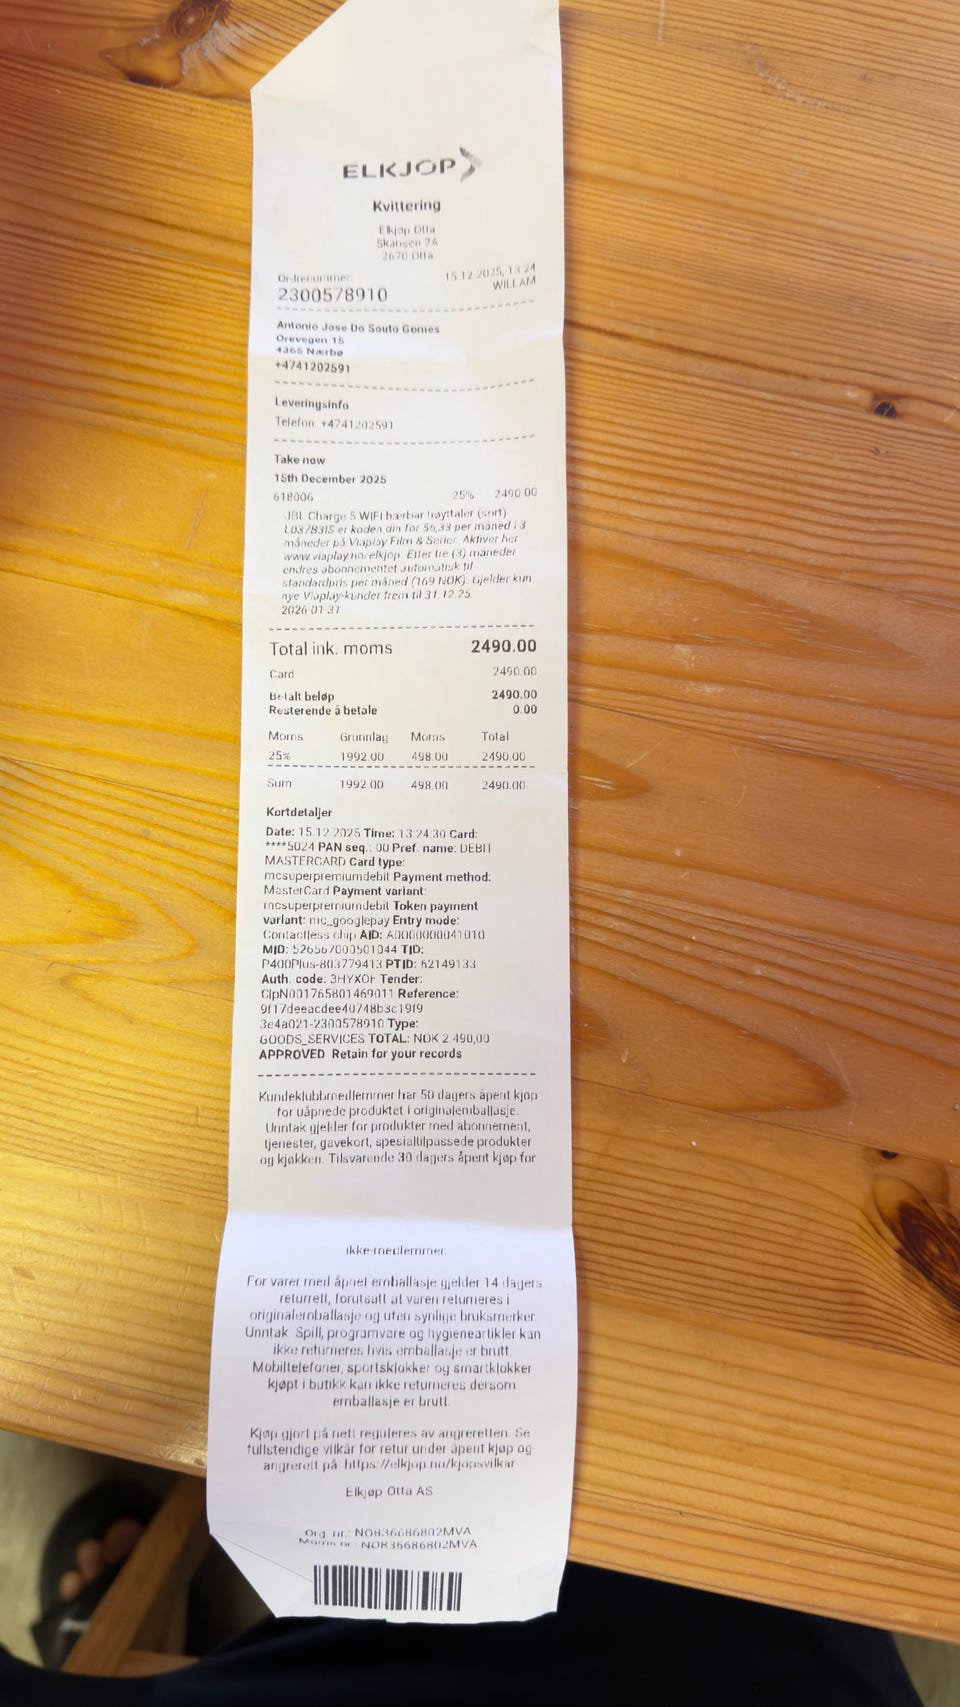 ELKJØP
Kvittering
Elkjøp Otta
Skansen 2A
2670 Otta
Ordrenummer:
15.12.2025, 13:24
2300578910
WILLAM
Antonio Jose Do Souto Gomes
Orevegen 15
4365 Nærbø
+4741202591
Leveringsinfo
Telefon: +4741202591
Take now
15th December 2025
618006 25% 2490.00
JBL Charge 5 WIFI bærbar høyttaler (sort)
er koden din for 56,33 per måned i 3
måneder på Viaplay Film & Serier. Aktiver her
www.viaplay.no/elkjop. Etter tre (3) måneder
endres abonnementet automatisk til
standardpris per måned (169 NOK). Gjelder kun
nye Viaplay-kunder frem til 31.12.25.
2026-01-31
Total ink. moms 2490.00
Card 2490.00
Betalt beløp 2490.00
Resterende å betale 0.00
Moms Grunnlag Moms Total
25% 1992.00 498.00 2490.00
Sum 1992.00 498.00 2490.00
Kortdetaljer
Date: 15.12.2025 Time: 13:24:30 Card:
****5024 PAN seq.: 00 Pref. name: DEBIT
MASTERCARD Card type:
mcsuperpremiumdebit Payment method:
MasterCard Payment variant:
mcsuperpremiumdebit Token payment
variant: mc_googlepay Entry mode:
Contactless chip AID: A0000000041010
MID: 526567000501044 TID:
P400Plus-803779413 PTID: 62149133
Auth. code: 3HYX0F Tender:
ClpN001765801469011 Reference:
9f17deeacdee40748b3c19f9
3e4a021-2300578910 Type:
GOODS_SERVICES TOTAL: NOK 2 490,00
APPROVED Retain for your records
Kundeklubbmedlemmer har 50 dagers åpent kjøp
for uåpnede produktet i originalemballasje.
Unntak gjelder for produkter med abonnement,
tjenester, gavekort, spesialtilpassede produkter
og kjøkken. Tilsvarende 30 dagers åpent kjøp for
ikke-medlemmer.
For varer med åpnet emballasje gjelder 14 dagers
returrett, forutsatt at varen returneres i
originalemballasje og uten synlige bruksmerker.
Unntak: Spill, programvare og hygieneartikler kan
ikke returneres hvis emballasje er brutt.
Mobiltelefoner, sportsklokker og smartklokker
kjøpt i butikk kan ikke returneres dersom
emballasje er brutt.
Kjøp gjort på nett reguleres av angreretten. Se
fullstendige vilkår for retur under åpent kjøp og
angrerett på: https://elkjop.no/kjopsvilkar
Elkjøp Otta AS
Org. nr.: NO836686802MVA
Moms nr.: NO836686802MVA